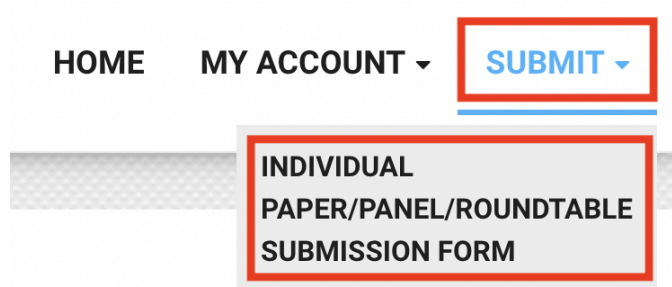 HOME MY ACCOUNT SUBMIT
INDIVIDUAL
PAPER/PANEL/ROUNDTABLE
SUBMISSION FORM